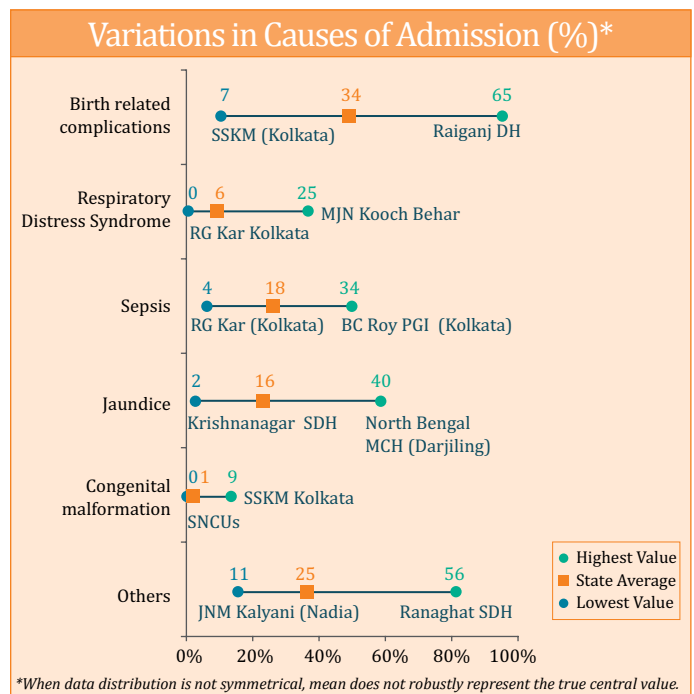 Variations in Causes of Admission (%)*
Birth related
complications
7
34
65
SSKM (Kolkata)
Raiganj DH
Respiratory
Distress Syndrome
0
6
25
MJN Kooch Behar
RG Kar Kolkata
Sepsis
4
18
34
RG Kar (Kolkata)
BC Roy PGI (Kolkata)
Jaundice
2
16
40
Krishnanagar SDH
North Bengal
MCH (Darjiling)
Congenital
malformation
0
1
9
SSKM Kolkata
SNCUs
Others
11
25
56
JNM Kalyani (Nadia)
Ranaghat SDH
Highest Value
State Average
Lowest Value
0%
20%
40%
60%
80%
100%
*When data distribution is not symmetrical, mean does not robustly represent the true central value.